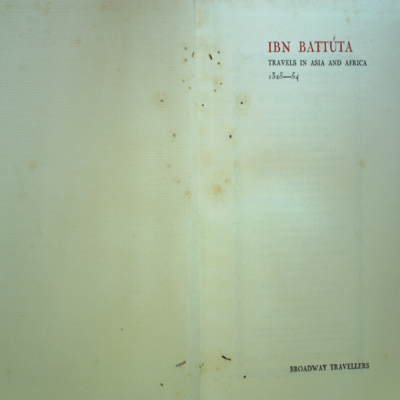 IBN BATTÚTA
TRAVELS IN ASIA AND AFRICA
1325—54
BROADWAY TRAVELLERS